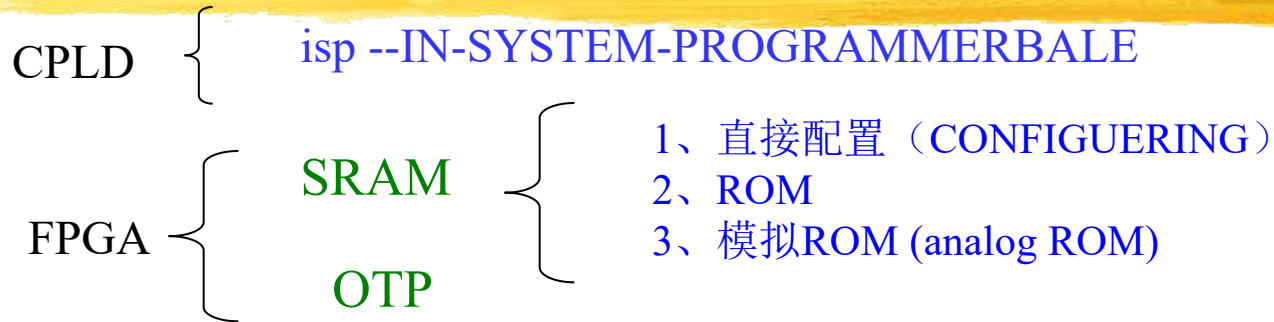 CPLD
isp --IN-SYSTEM-PROGRAMMERBALE
FPGA
SRAM
OTP
1、直接配置（CONFIGUERING）
2、ROM
3、模拟ROM (analog ROM)